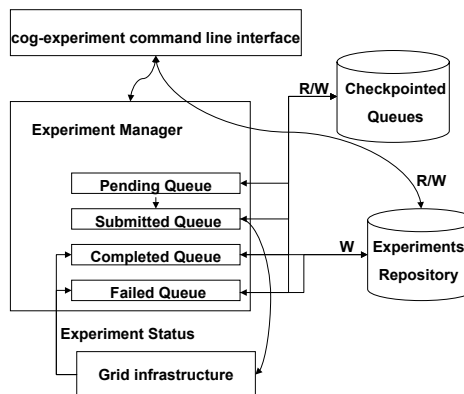 cog-experiment command line interface
R/W
Checkpointed
Queues
Experiment Manager
Pending Queue
R/W
Submitted Queue
Completed Queue
W
Experiments
Repository
Failed Queue
Experiment Status
Grid infrastructure